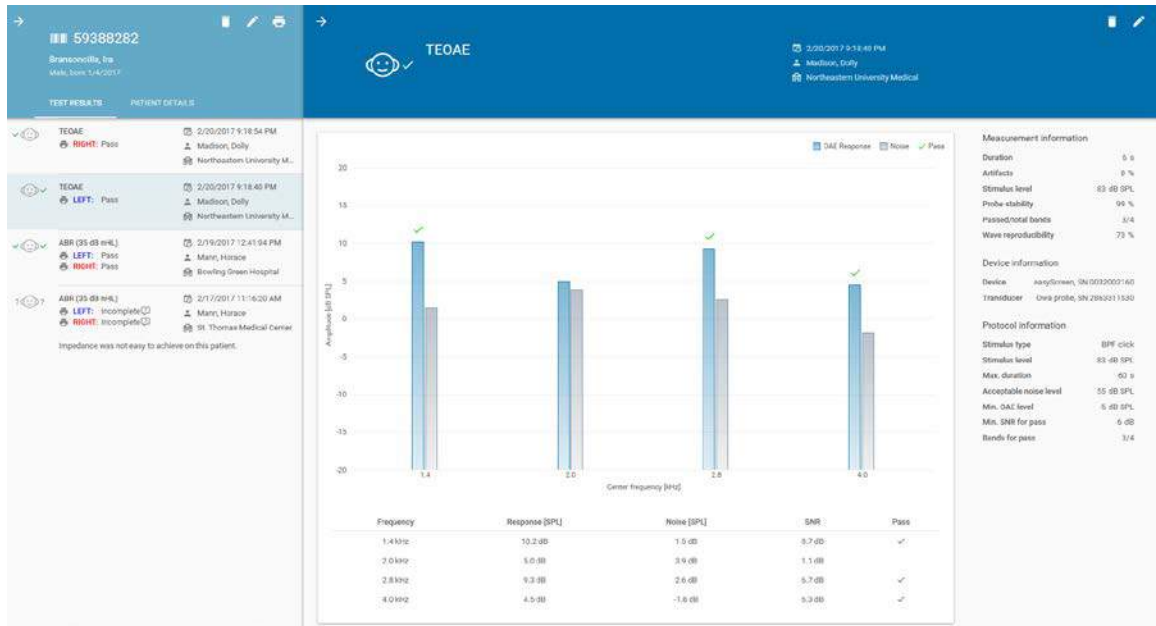 59388282
Bransoncilla, Ira
Male, born 1/4/2017
TEST RESULTS PATIENT DETAILS
TEOAE
RIGHT: Pass
2/20/2017 9:18:54 PM
Madison, Dolly
Northeastern University M...
TEOAE
LEFT: Pass
2/20/2017 9:18:40 PM
Madison, Dolly
Northeastern University M...
ABR (35 dB nHL)
LEFT: Pass
RIGHT: Pass
2/19/2017 12:41:04 PM
Mann, Horace
Bowling Green Hospital
ABR (35 dB nHL)
LEFT: Incomplete
RIGHT: Incomplete
2/17/2017 11:16:20 AM
Mann, Horace
St. Thomas Medical Center
Impedance was not easy to achieve on this patient.
TEOAE
2/20/2017 9:18:40 PM
Madison, Dolly
Northeastern University Medical
OAE Response Noise Pass
Amplitude [dB SPL]
20
15
10
5
0
-5
-10
-15
-20
1.4 2.0 2.8 4.0
Center frequency [kHz]
Frequency Response [SPL] Noise [SPL] SNR Pass
1.4 kHz 10.2 dB 1.5 dB 8.7 dB
2.0 kHz 5.0 dB 3.9 dB 1.1 dB
2.8 kHz 9.3 dB 2.6 dB 6.7 dB
4.0 kHz 4.5 dB -1.8 dB 6.3 dB
Measurement information
Duration 6 s
Artifacts
Stimulus level 83 dB SPL
Probe stability 99 %
Passed/total bands 3/4
Wave reproducibility 73 %
Device information
Device easyScreen, SN
Transducer Owa probe, SN
Protocol information
Stimulus type BPF click
Stimulus level 83 dB SPL
Max. duration 60 s
Acceptable noise level 55 dB SPL
Min. OAE level dB SPL
Min. SNR for pass 6 dB
Bands for pass 3/4